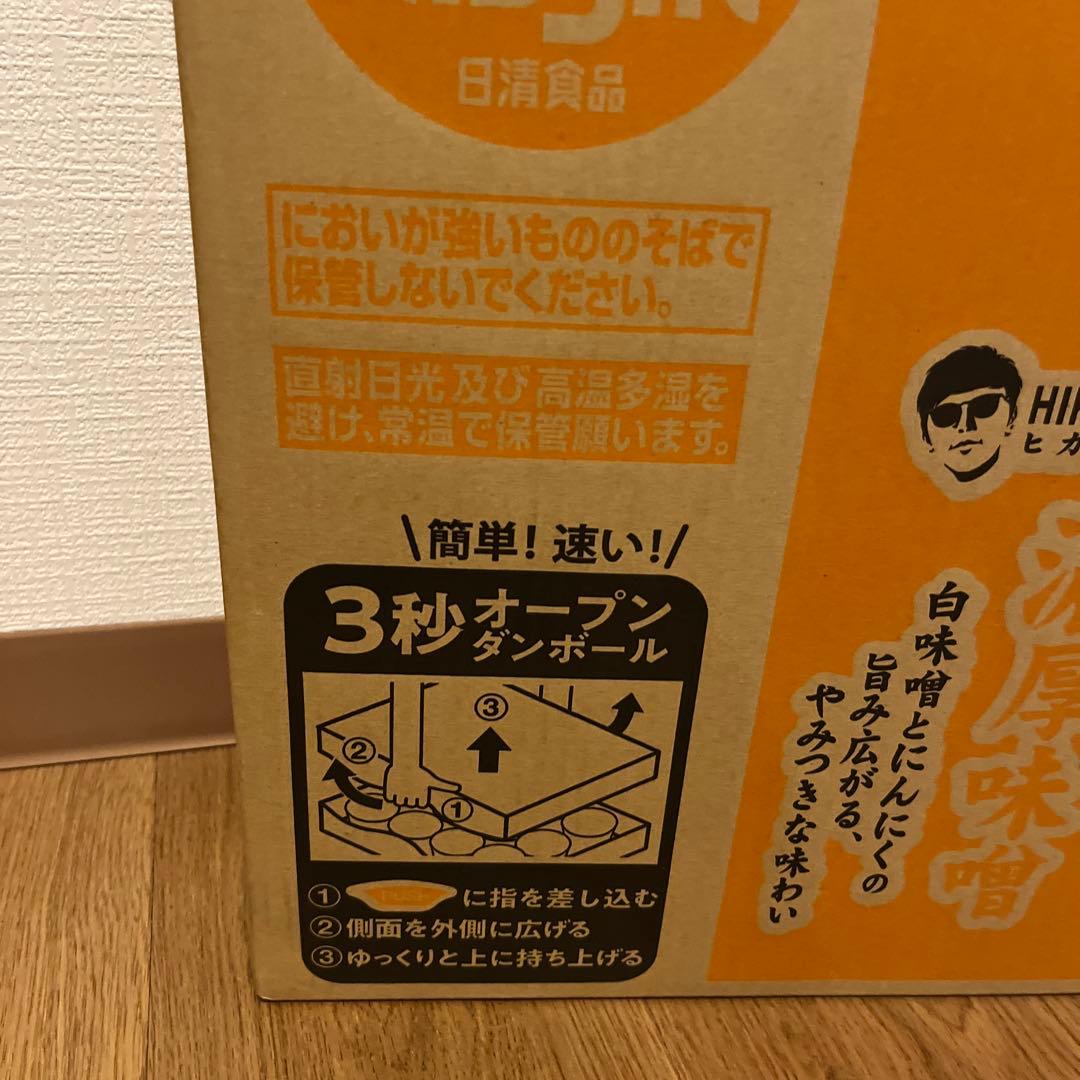 日清食品
においが強いもののそばで
保管しないでください。
直射日光及び高温多湿を
避け、常温で保管願います。
\簡単! 速い!/
3秒オープン
ダンボール
③
②
①
① PUSH に指を差し込む
② 側面を外側に広げる
③ ゆっくりと上に持ち上げる
濃厚味噌
白味噌とにんにくの
旨み広がる、
やみつきな味わい